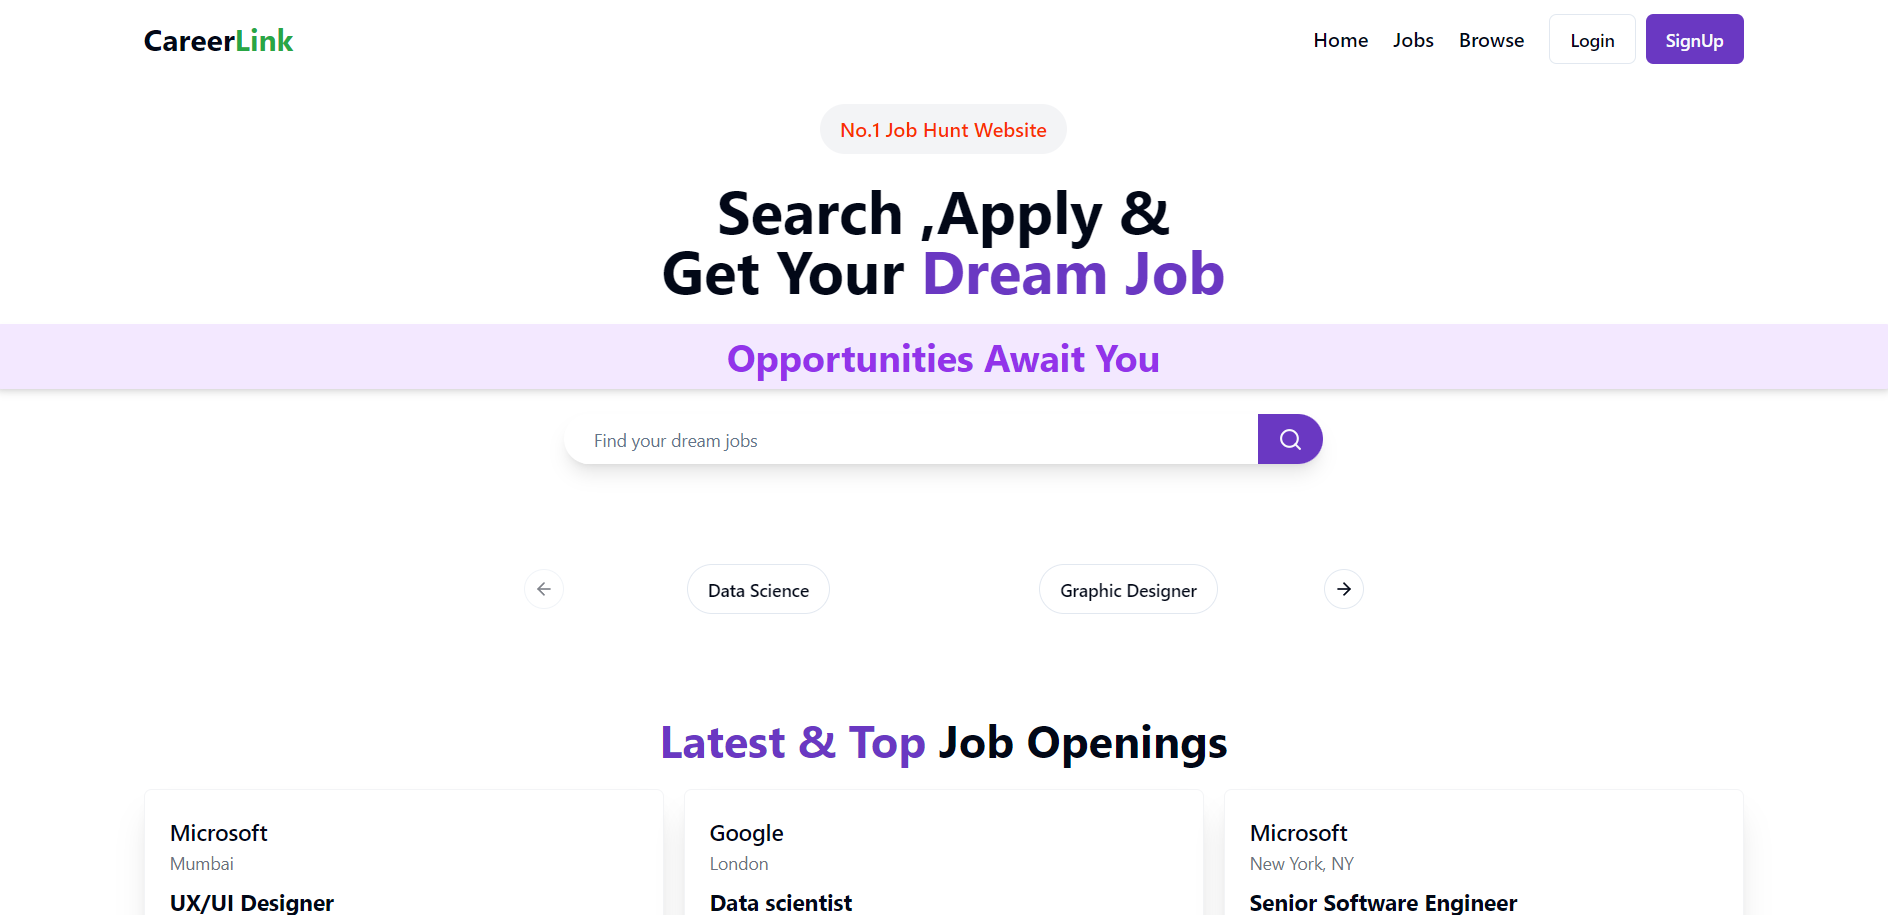 CareerLink
Home Jobs Browse Login SignUp
No.1 Job Hunt Website
Search ,Apply &
Get Your Dream Job
Opportunities Await You
Find your dream jobs
Data Science Graphic Designer
Latest & Top Job Openings
Microsoft
Mumbai
UX/UI Designer
Google
London
Data scientist
Microsoft
New York, NY
Senior Software Engineer